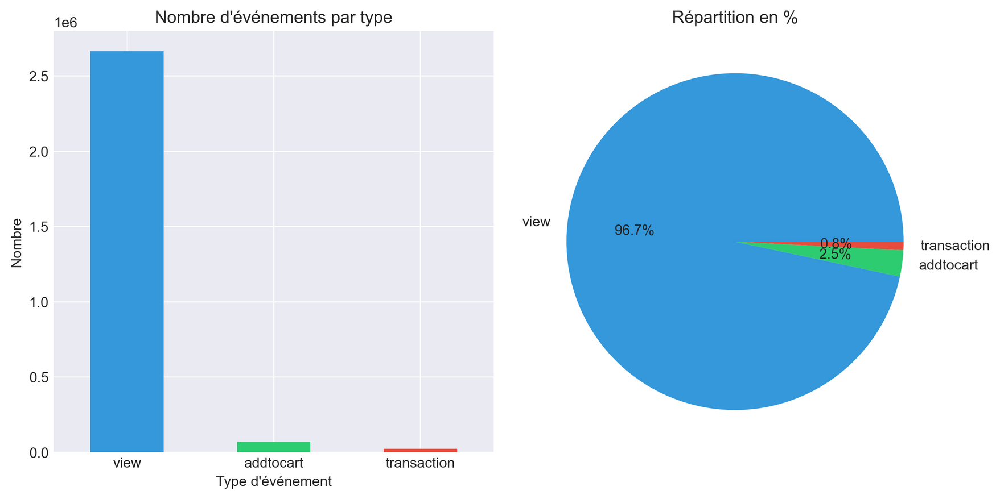 Nombre d'événements par type
1e6
2.5
2.0
1.5
1.0
0.5
0.0
Nombre
view
addtocart
transaction
Type d'événement
Répartition en %
view
96.7%
0.8%
2.5%
transaction
addtocart